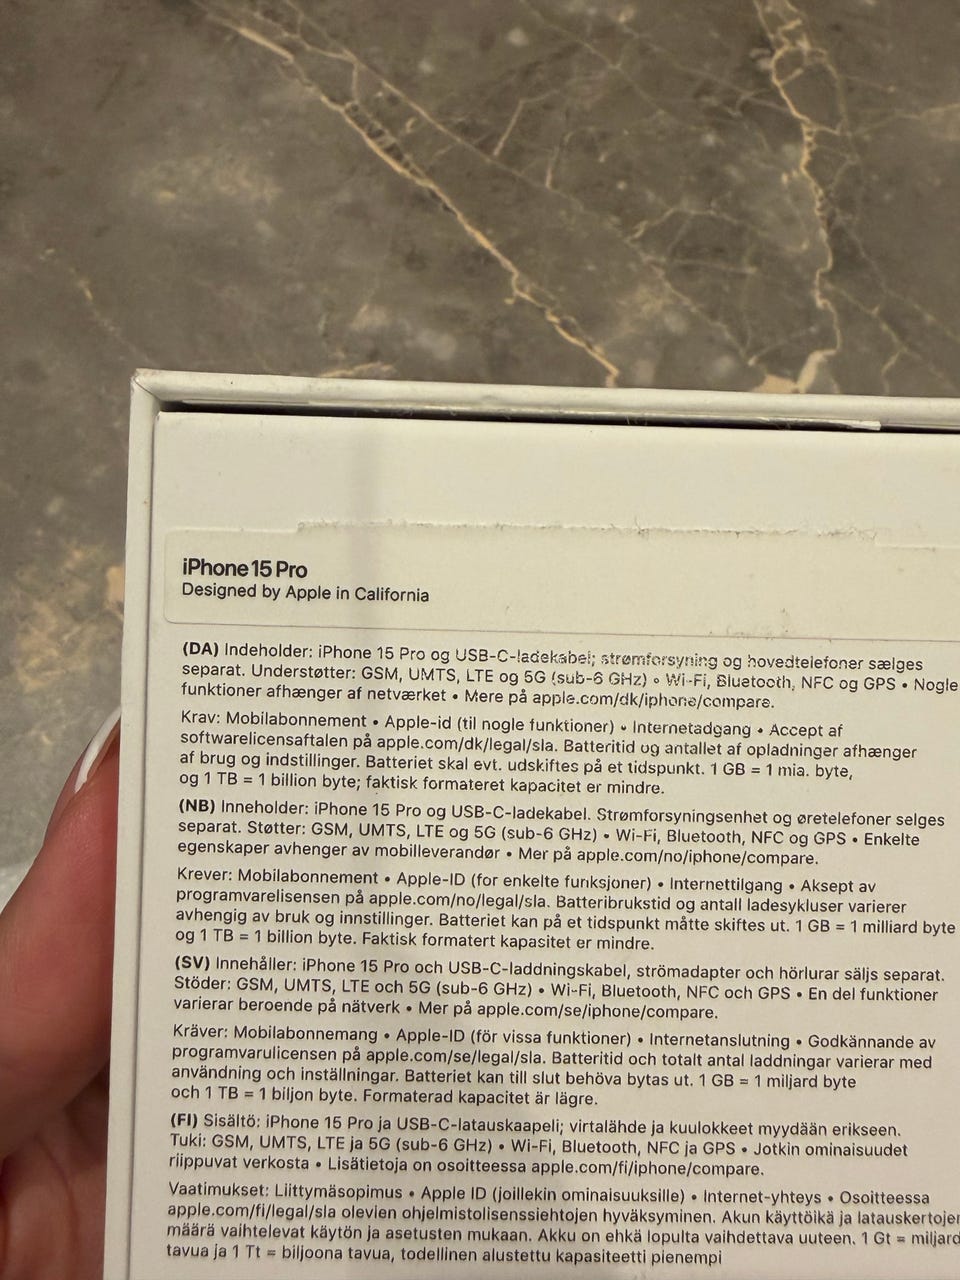 iPhone 15 Pro
Designed by Apple in California
(DA) Indeholder: iPhone 15 Pro og USB-C-ladekabel; strømforsyning og hovedtelefoner sælges
separat. Understøtter: GSM, UMTS, LTE og 5G (sub-6 GHz) • Wi-Fi, Bluetooth, NFC og GPS • Nogle
funktioner afhænger af netværket • Mere på apple.com/dk/iphone/compare.
Krav: Mobilabonnement • Apple-id (til nogle funktioner) • Internetadgang • Accept af
softwarelicensaftalen på apple.com/dk/legal/sla. Batteritid og antallet af opladninger afhænger
af brug og indstillinger. Batteriet skal evt. udskiftes på et tidspunkt. 1 GB = 1 mia. byte,
og 1 TB = 1 billion byte; faktisk formateret kapacitet er mindre.
(NB) Inneholder: iPhone 15 Pro og USB-C-ladekabel. Strømforsyningsenhet og øretelefoner selges
separat. Støtter: GSM, UMTS, LTE og 5G (sub-6 GHz) • Wi-Fi, Bluetooth, NFC og GPS • Enkelte
egenskaper avhenger av mobilleverandør • Mer på apple.com/no/iphone/compare.
Krever: Mobilabonnement • Apple-ID (for enkelte funksjoner) • Internettilgang • Aksept av
programvarelisensen på apple.com/no/legal/sla. Batteribrukstid og antall ladesykluser varierer
avhengig av bruk og innstillinger. Batteriet kan på et tidspunkt måtte skiftes ut. 1 GB = 1 milliard byte
og 1 TB = 1 billion byte. Faktisk formatert kapasitet er mindre.
(SV) Innehåller: iPhone 15 Pro och USB-C-laddningskabel, strömadapter och hörlurar säljs separat.
Stöder: GSM, UMTS, LTE och 5G (sub-6 GHz) • Wi-Fi, Bluetooth, NFC och GPS • En del funktioner
varierar beroende på nätverk • Mer på apple.com/se/iphone/compare.
Kräver: Mobilabonnemang • Apple-ID (för vissa funktioner) • Internetanslutning • Godkännande av
programvarulicensen på apple.com/se/legal/sla. Batteritid och totalt antal laddningar varierar med
användning och inställningar. Batteriet kan till slut behöva bytas ut. 1 GB = 1 miljard byte
och 1 TB = 1 biljon byte. Formaterad kapacitet är lägre.
(FI) Sisältö: iPhone 15 Pro ja USB-C-latauskaapeli; virtalähde ja kuulokkeet myydään erikseen.
Tuki: GSM, UMTS, LTE ja 5G (sub-6 GHz) • Wi-Fi, Bluetooth, NFC ja GPS • Jotkin ominaisuudet
riippuvat verkosta • Lisätietoja on osoitteessa apple.com/fi/iphone/compare.
Vaatimukset: Liittymäsopimus • Apple ID (joillekin ominaisuuksille) • Internet-yhteys • Osoitteessa
apple.com/fi/legal/sla olevien ohjelmistolisenssiehtojen hyväksyminen. Akun käyttöikä ja latauskertojen
määrä vaihtelevat käytön ja asetusten mukaan. Akku on ehkä lopulta vaihdettava uuteen. 1 Gt = miljard
tavua ja 1 Tt = biljoona tavua, todellinen alustettu kapasiteetti pienempi